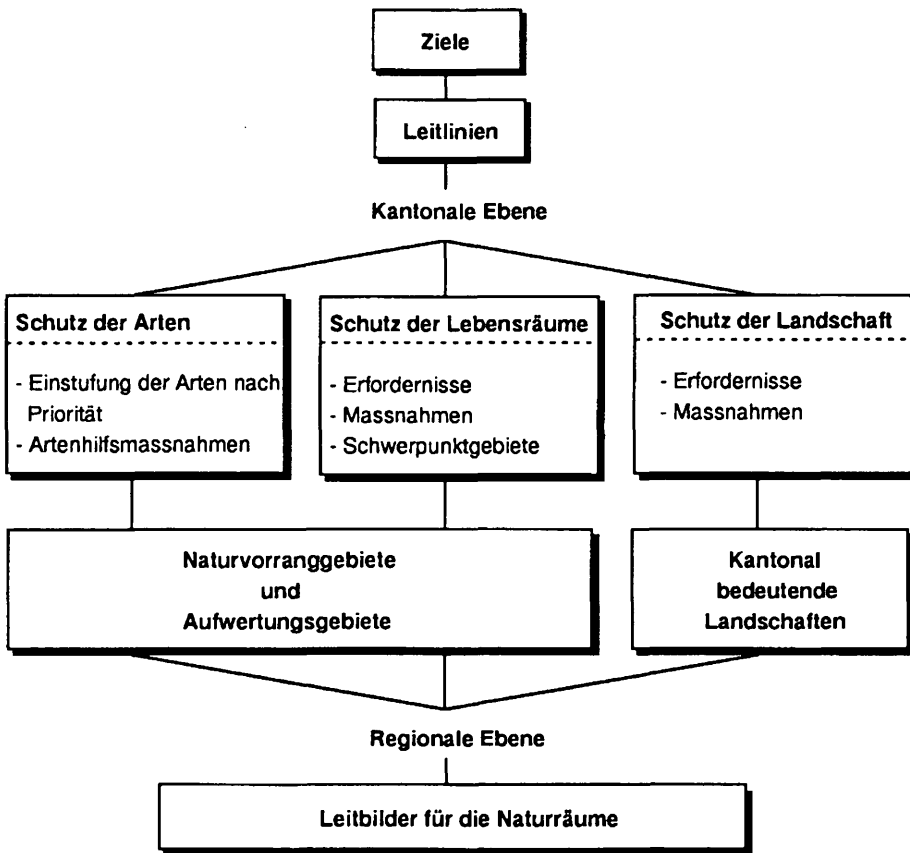 Ziele
Leitlinien
Kantonale Ebene
Schutz der Arten
- Einstufung der Arten nach
Priorität
- Artenhilfsmassnahmen
Schutz der Lebensräume
- Erfordernisse
- Massnahmen
- Schwerpunktgebiete
Schutz der Landschaft
- Erfordernisse
- Massnahmen
Naturvorranggebiete
und
Aufwertungsgebiete
Kantonal
bedeutende
Landschaften
Regionale Ebene
Leitbilder für die Naturräume